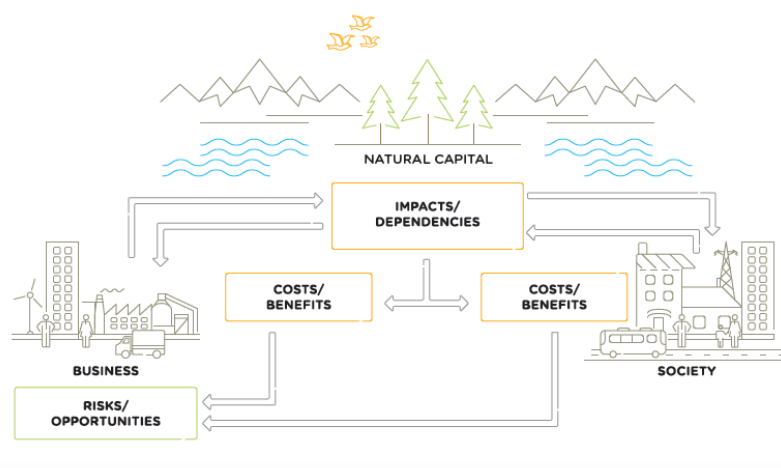 NATURAL CAPITAL
IMPACTS/
DEPENDENCIES
COSTS/
BENEFITS
COSTS/
BENEFITS
BUSINESS
SOCIETY
RISKS/
OPPORTUNITIES